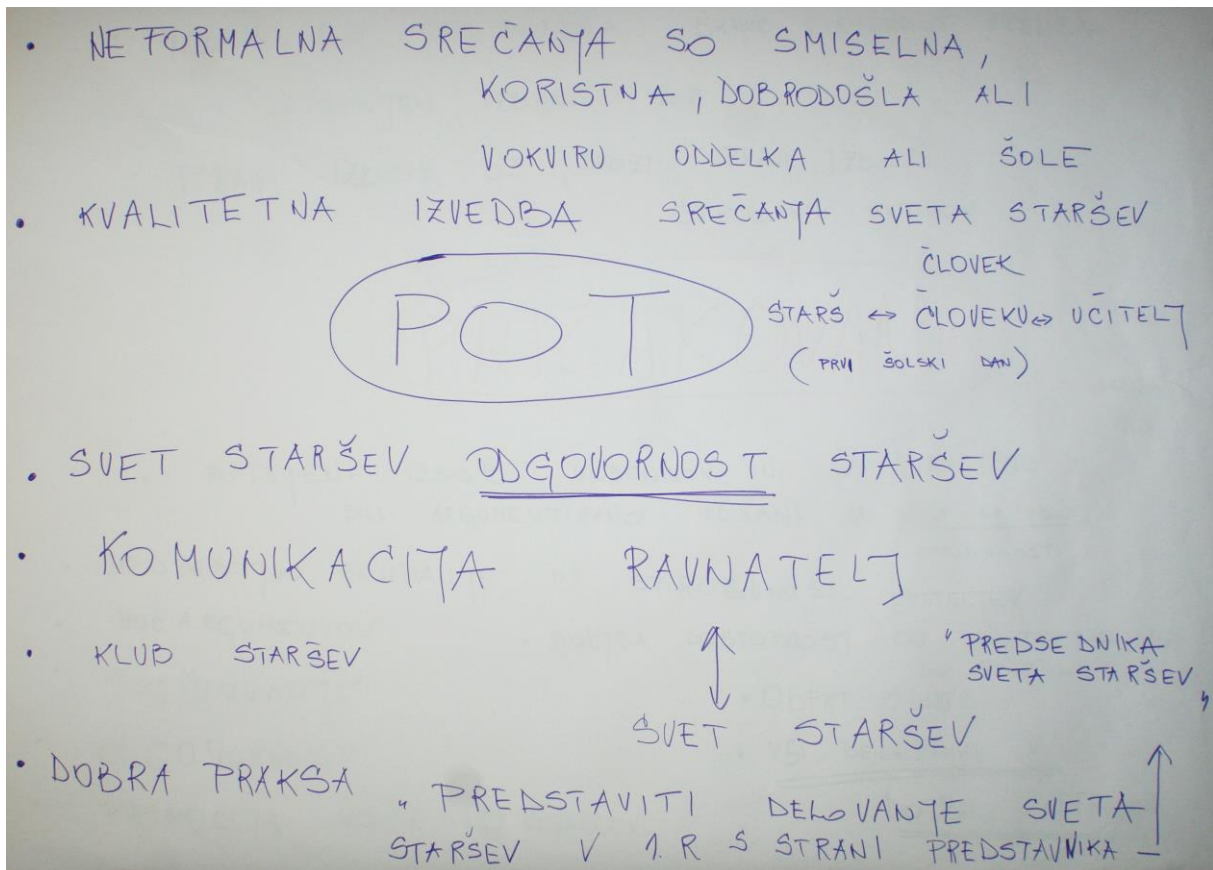 • NEFORMALNA SREČANJA SO SMISELNA,
KORISTNA, DOBRODOŠLA ALI
V OKVIRU ODDELKA ALI ŠOLE
• KVALITETNA IZVEDBA SREČANJA SVETA STARŠEV
POT
ČLOVEK
STARŠ ↔ ČLOVEKU ↔ UČITELJ
(PRVI ŠOLSKI DAN)
• SVET STARŠEV ODGOVORNOST STARŠEV
• KOMUNIKACIJA RAVNATELJ
• KLUB STARŠEV
"PREDSEDNIKA
SVETA STARŠEV"
SVET STARŠEV
• DOBRA PRAKSA " PREDSTAVITI DELOVANJE SVETA
STARŠEV V 1. R S STRANI PREDSTAVNIKA –